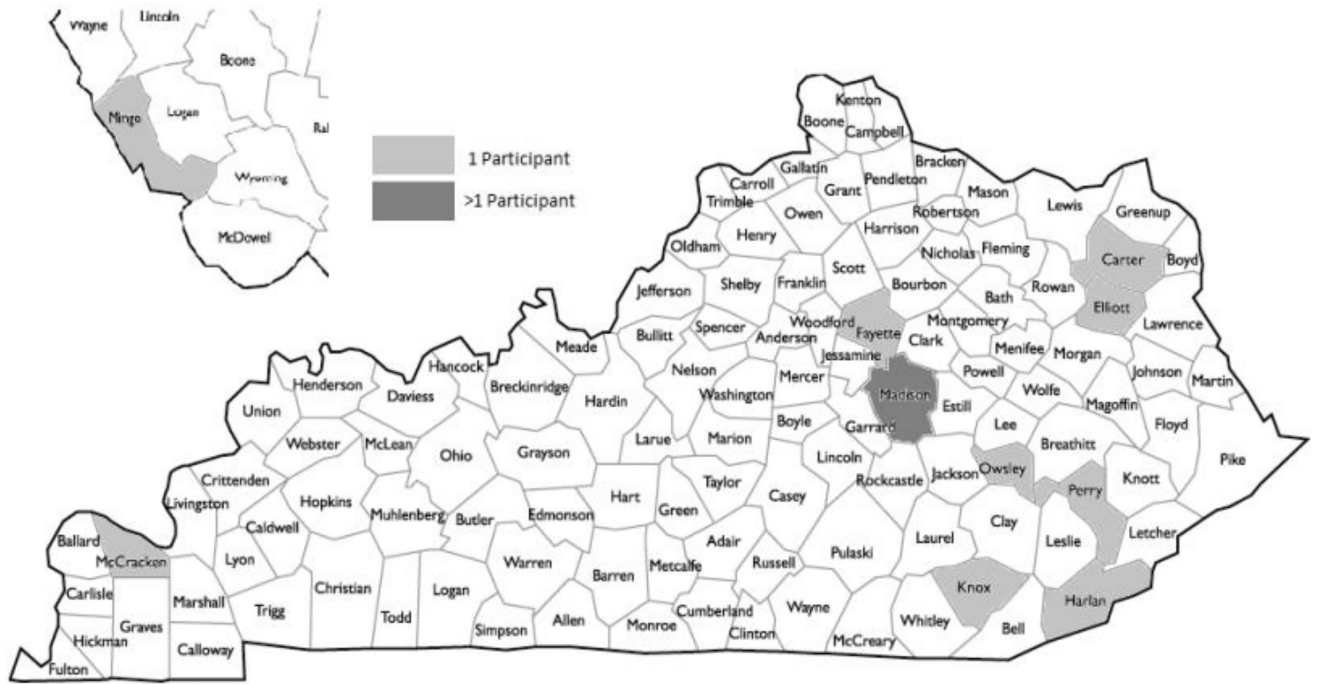 Wayne
Lincoln
Boone
Mingo
Logan
Wyoming
McDowell
1 Participant
>1 Participant
Kenton
Boone
Campbell
Gallatin
Bracken
Carroll
Grant
Pendleton
Mason
Trimble
Owen
Robertson
Lewis
Greenup
Oldham
Henry
Harrison
Nicholas
Fleming
Carter
Boyd
Jefferson
Shelby
Franklin
Scott
Bourbon
Rowan
Bath
Elliott
Bullitt
Spencer
Anderson
Woodford
Fayette
Montgomery
Lawrence
Meade
Jessamine
Clark
Menifee
Morgan
Hancock
Breckinridge
Nelson
Mercer
Powell
Johnson
Martin
Henderson
Daviess
Hardin
Washington
Madison
Wolfe
Magoffin
Union
Estill
Boyle
Garrard
Lee
Floyd
Webster
McLean
Ohio
Grayson
Larue
Marion
Breathitt
Lincoln
Pike
Crittenden
Rockcastle
Jackson
Owsley
Knott
Livingston
Hopkins
Hart
Taylor
Casey
Perry
Caldwell
Muhlenberg
Butler
Edmonson
Green
Clay
Ballard
Adair
Laurel
Leslie
Letcher
McCracken
Lyon
Warren
Barren
Metcalfe
Russell
Pulaski
Carlisle
Marshall
Trigg
Christian
Todd
Logan
Knox
Harlan
Graves
Simpson
Allen
Monroe
Cumberland
Clinton
Wayne
Whitley
Bell
Hickman
Calloway
McCreary
Fulton